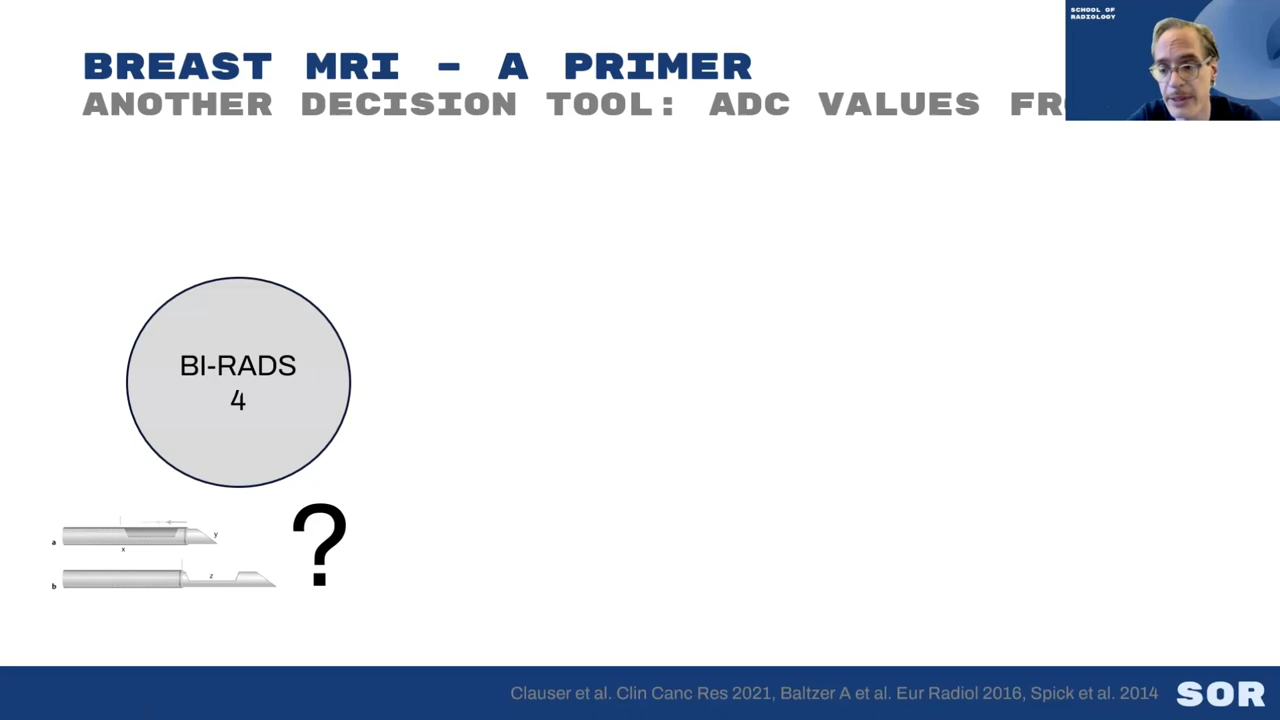 SCHOOL OF
RADIOLOGY
BREAST MRI – A PRIMER
ANOTHER DECISION TOOL: ADC VALUES
BI-RADS
4
a
x
y
b
z
?
Clauser et al. Clin Canc Res 2021, Baltzer A et al. Eur Radiol 2016, Spick et al. 2014
SOR